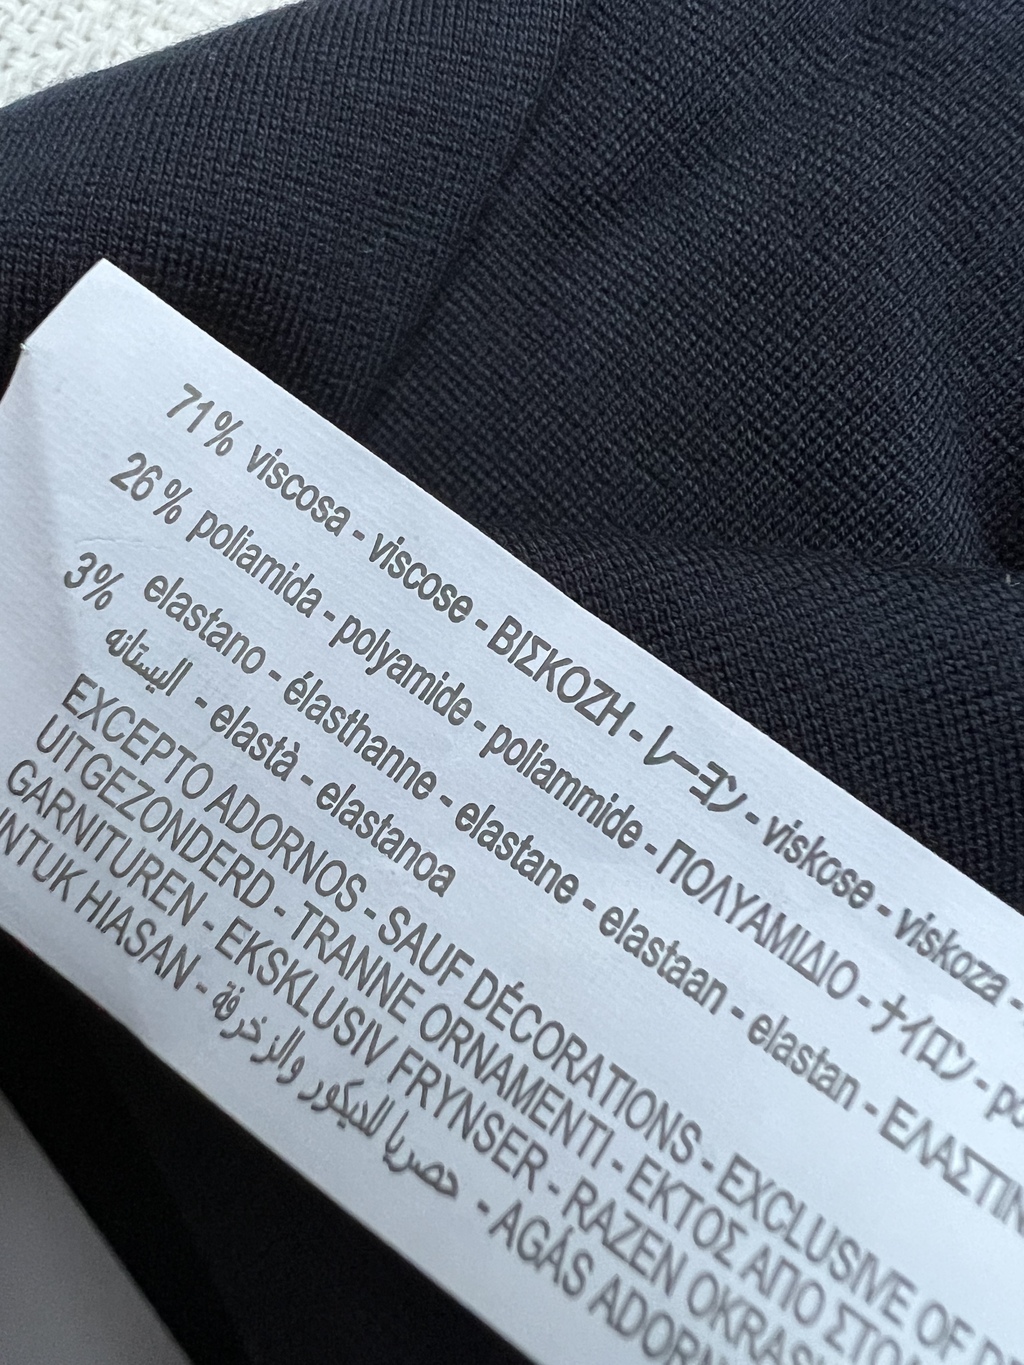 71% viscosa - viscose - ΒΙΣΚΟΖΗ - レーヨン - viskose - viskoza -
26% poliamida - polyamide - poliammide - ΠΟΛΥΑΜΙΔΙΟ - ナイロン -
3% elastano - élasthanne - elastane - elastaan - elastan - ΕΛΑΣΤΙΝ
اليستانه - elastà - elastanoa
EXCEPTO ADORNOS - SAUF DÉCORATIONS - EXCLUSIVE OF
UITGEZONDERD - TRANNE ORNAMENTI - ΕΚΤΟΣ ΑΠΟ ΣΤΟ
GARNITUREN - EKSKLUSIV FRYNSER - RAZEN OKRAS
NTUK HIASAN - حصريا للديكور والزخرفة - AGÁS ADORN